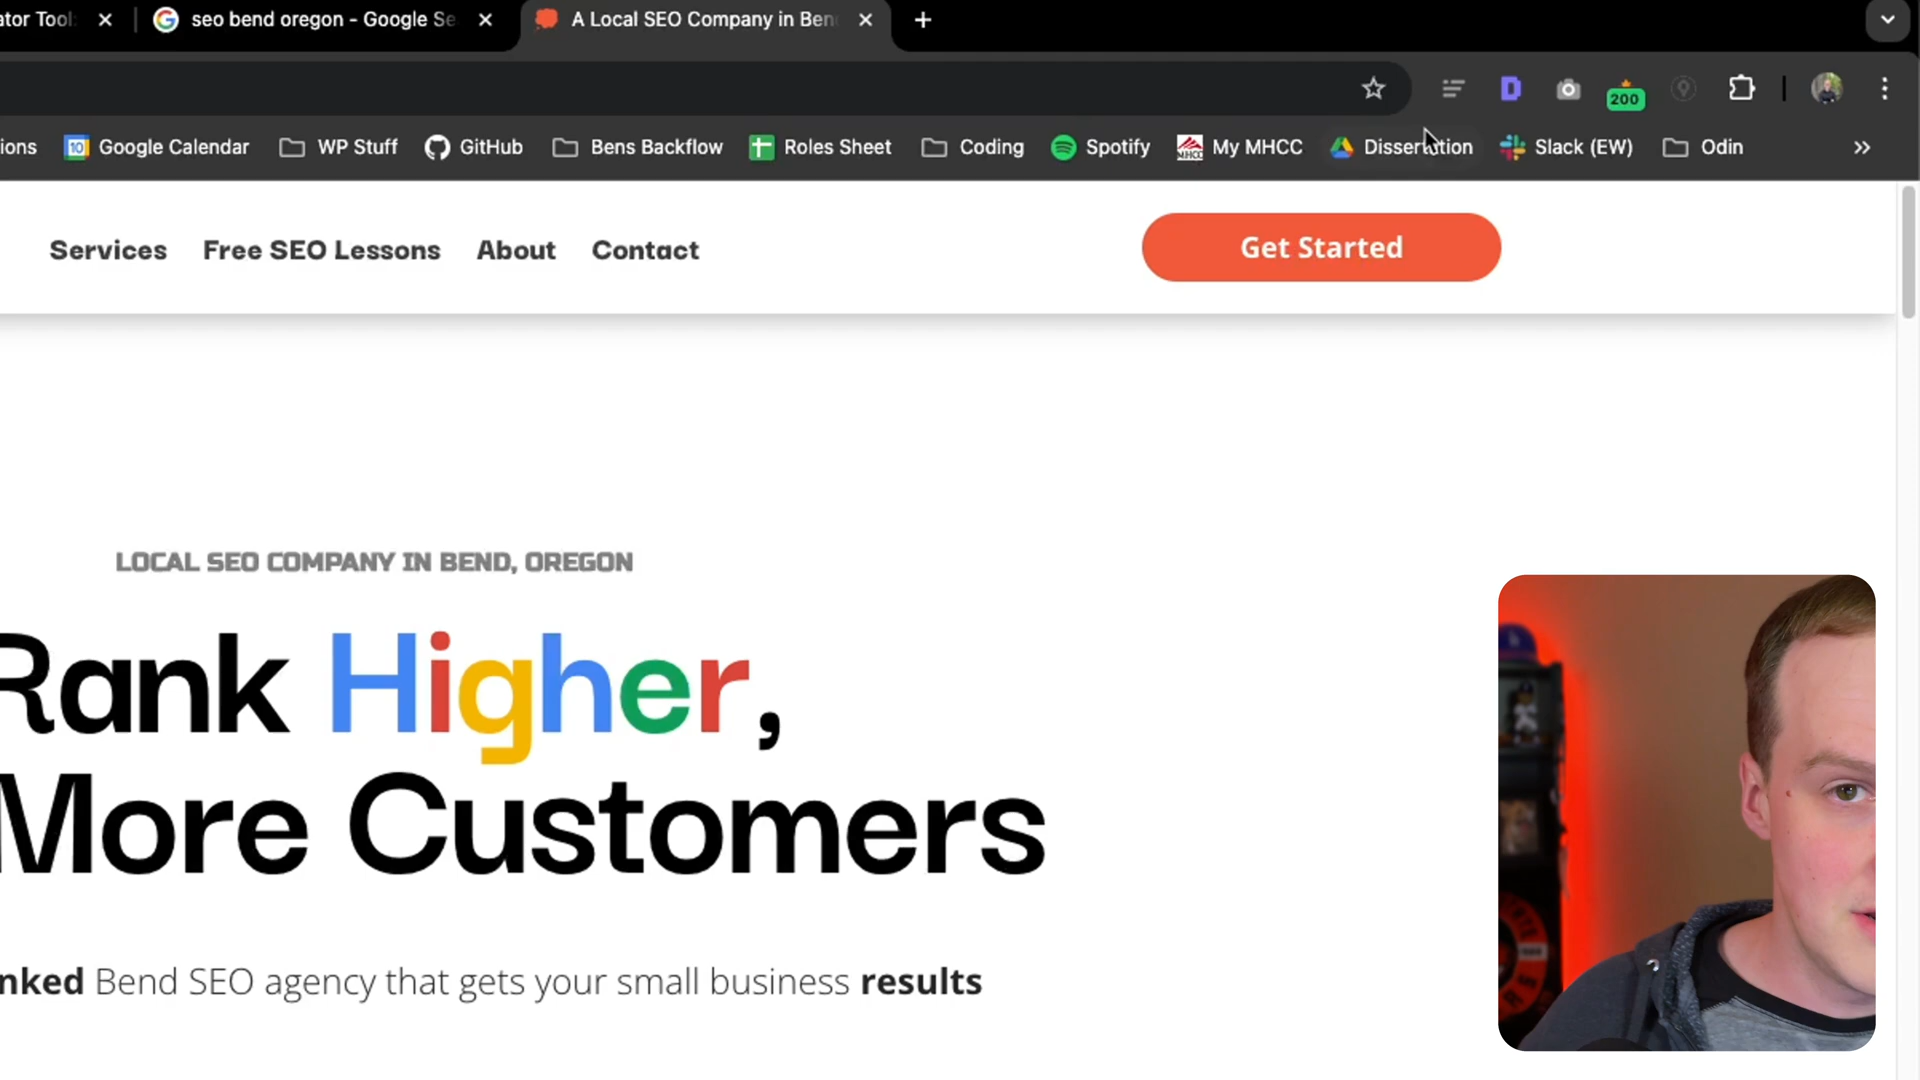 ator Tool
seo bend oregon - Google Se
A Local SEO Company in Ben
200
ions
10
Google Calendar
WP Stuff
GitHub
Bens Backflow
Roles Sheet
Coding
Spotify
MHCC
My MHCC
Dissertation
Slack (EW)
Odin
Services
Free SEO Lessons
About
Contact
Get Started
LOCAL SEO COMPANY IN BEND, OREGON
Rank Higher,
More Customers
nked Bend SEO agency that gets your small business results